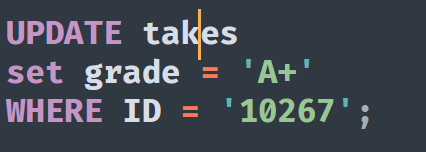 UPDATE takes
set grade = 'A+'
WHERE ID = '10267';